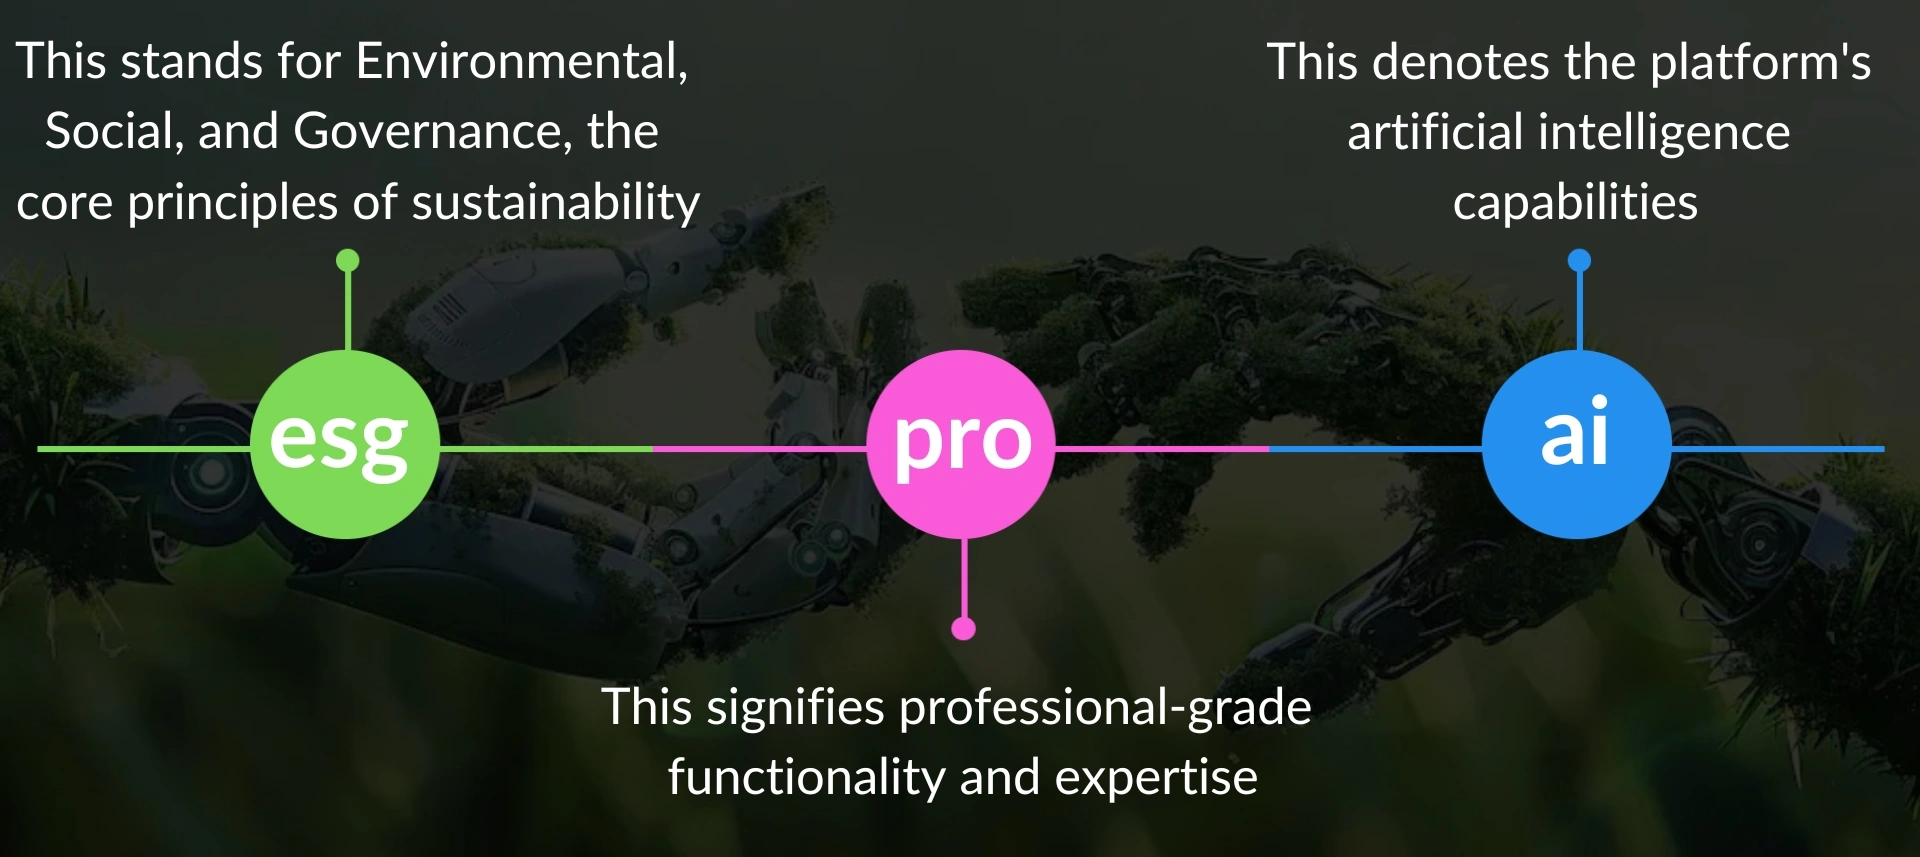 This stands for Environmental,
Social, and Governance, the
core principles of sustainability
This denotes the platform's
artificial intelligence
capabilities
esg
pro
ai
This signifies professional-grade
functionality and expertise